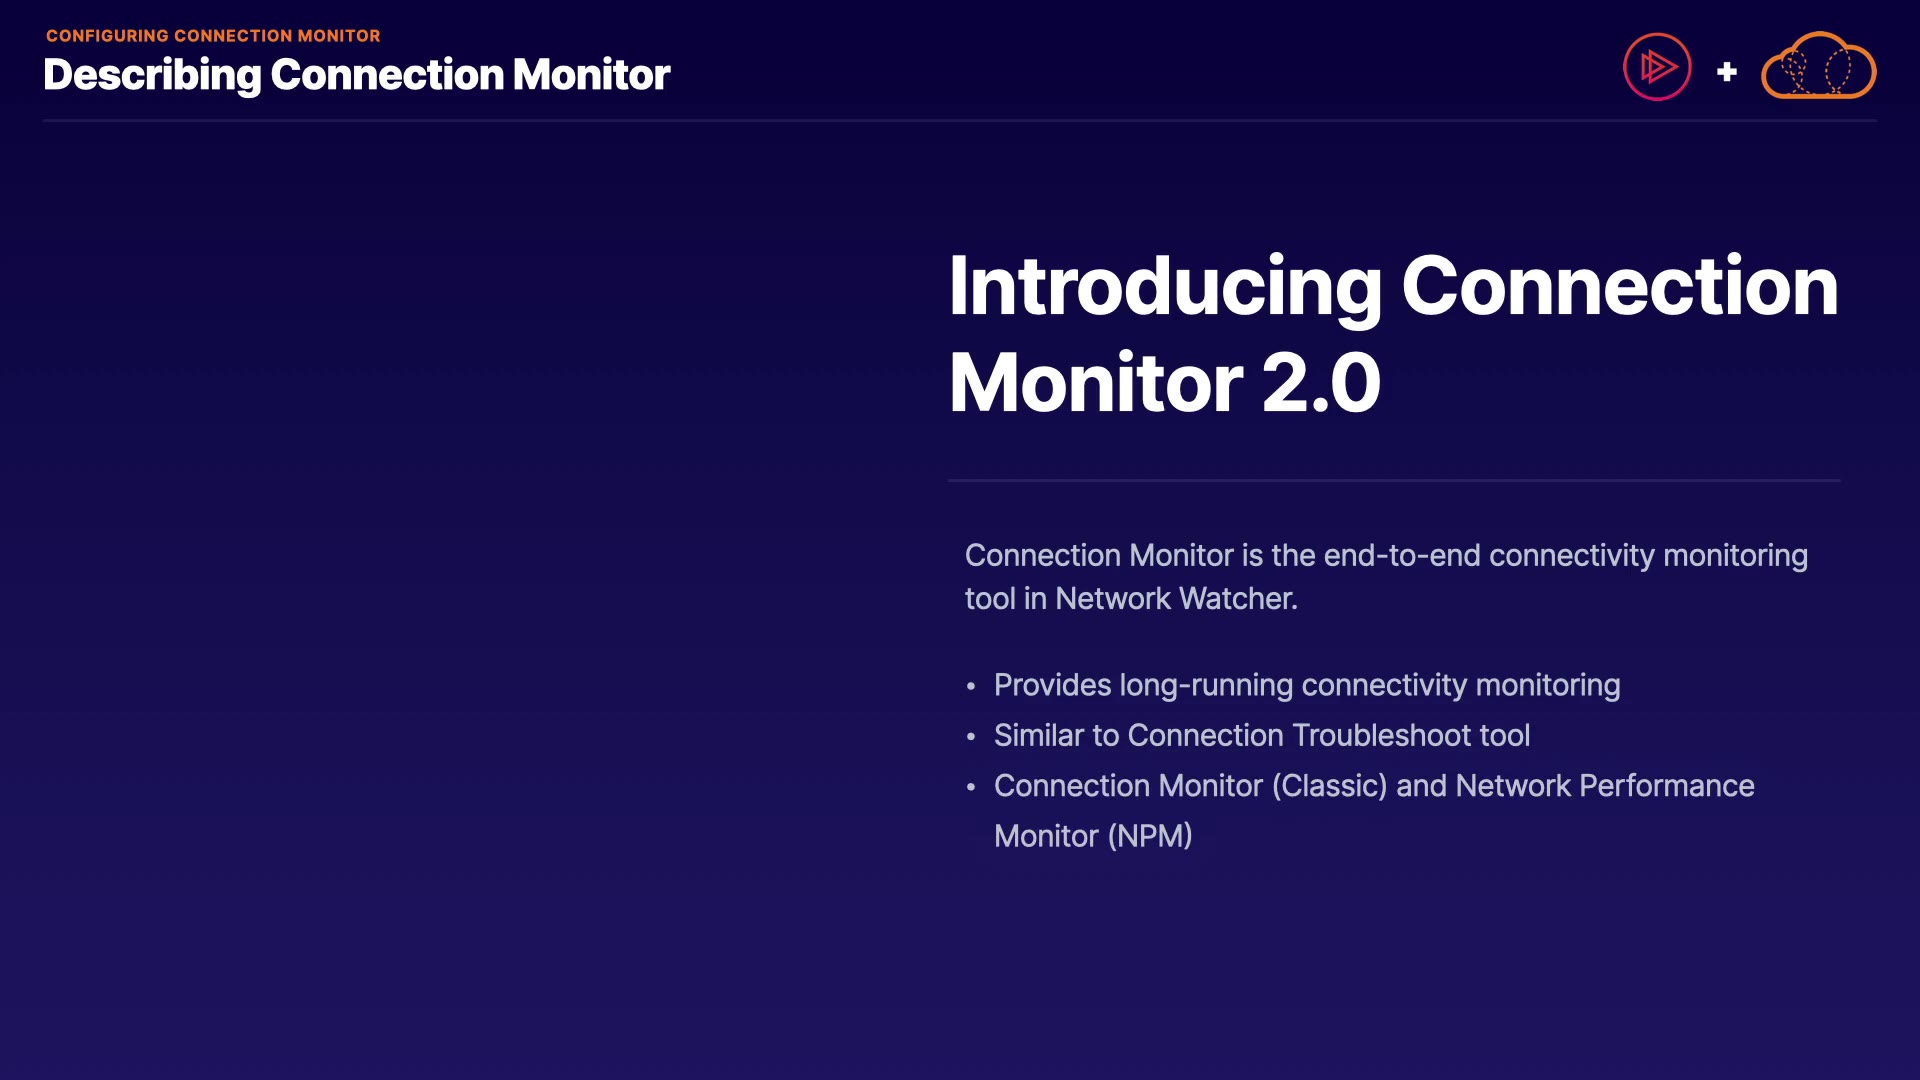 CONFIGURING CONNECTION MONITOR
Describing Connection Monitor
+
Introducing Connection
Monitor 2.0
Connection Monitor is the end-to-end connectivity monitoring
tool in Network Watcher.
• Provides long-running connectivity monitoring
• Similar to Connection Troubleshoot tool
• Connection Monitor (Classic) and Network Performance
Monitor (NPM)